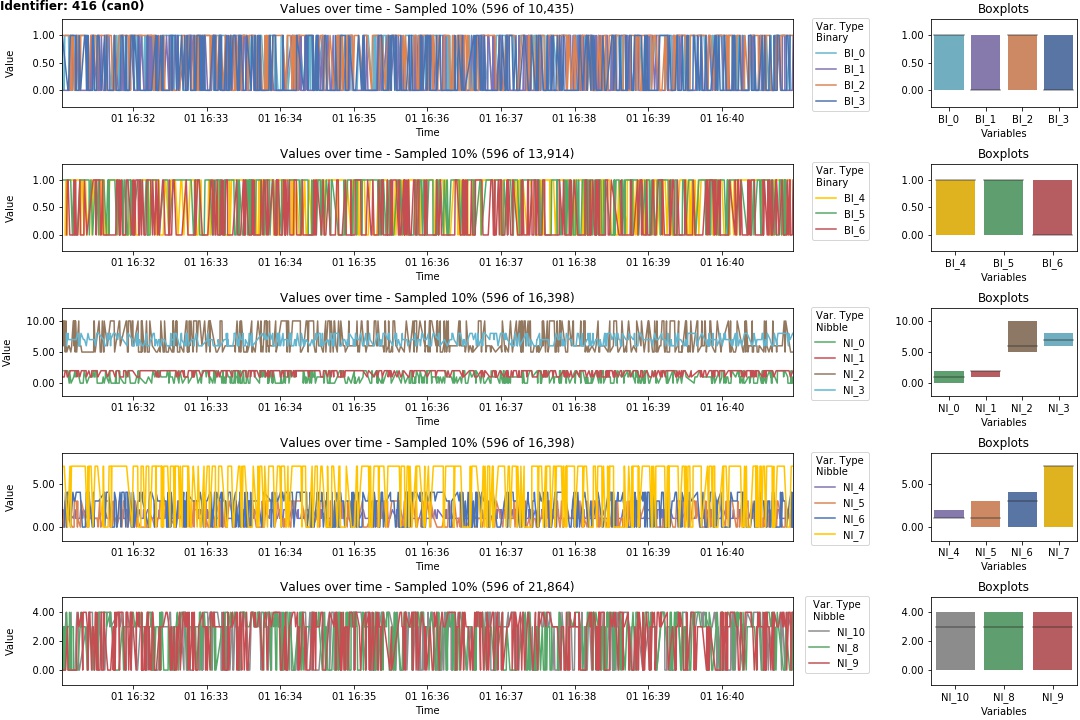 Identifier: 416 (can0)
Values over time - Sampled 10% (596 of 10,435)
Boxplots
Value
1.00
0.50
0.00
01 16:32 01 16:33 01 16:34 01 16:35 01 16:36 01 16:37 01 16:38 01 16:39 01 16:40
Time
Var. Type
Binary
BI_0
BI_1
BI_2
BI_3
1.00
0.50
0.00
BI_0 BI_1 BI_2 BI_3
Variables
Values over time - Sampled 10% (596 of 13,914)
Boxplots
Value
1.00
0.50
0.00
01 16:32 01 16:33 01 16:34 01 16:35 01 16:36 01 16:37 01 16:38 01 16:39 01 16:40
Time
Var. Type
Binary
BI_4
BI_5
BI_6
1.00
0.50
0.00
BI_4 BI_5 BI_6
Variables
Values over time - Sampled 10% (596 of 16,398)
Boxplots
Value
10.00
5.00
0.00
01 16:32 01 16:33 01 16:34 01 16:35 01 16:36 01 16:37 01 16:38 01 16:39 01 16:40
Time
Var. Type
Nibble
NI_0
NI_1
NI_2
NI_3
10.00
5.00
0.00
NI_0 NI_1 NI_2 NI_3
Variables
Values over time - Sampled 10% (596 of 16,398)
Boxplots
Value
5.00
0.00
01 16:32 01 16:33 01 16:34 01 16:35 01 16:36 01 16:37 01 16:38 01 16:39 01 16:40
Time
Var. Type
Nibble
NI_4
NI_5
NI_6
NI_7
5.00
0.00
NI_4 NI_5 NI_6 NI_7
Variables
Values over time - Sampled 10% (596 of 21,864)
Boxplots
Value
4.00
2.00
0.00
01 16:32 01 16:33 01 16:34 01 16:35 01 16:36 01 16:37 01 16:38 01 16:39 01 16:40
Time
Var. Type
Nibble
NI_10
NI_8
NI_9
4.00
2.00
0.00
NI_10 NI_8 NI_9
Variables